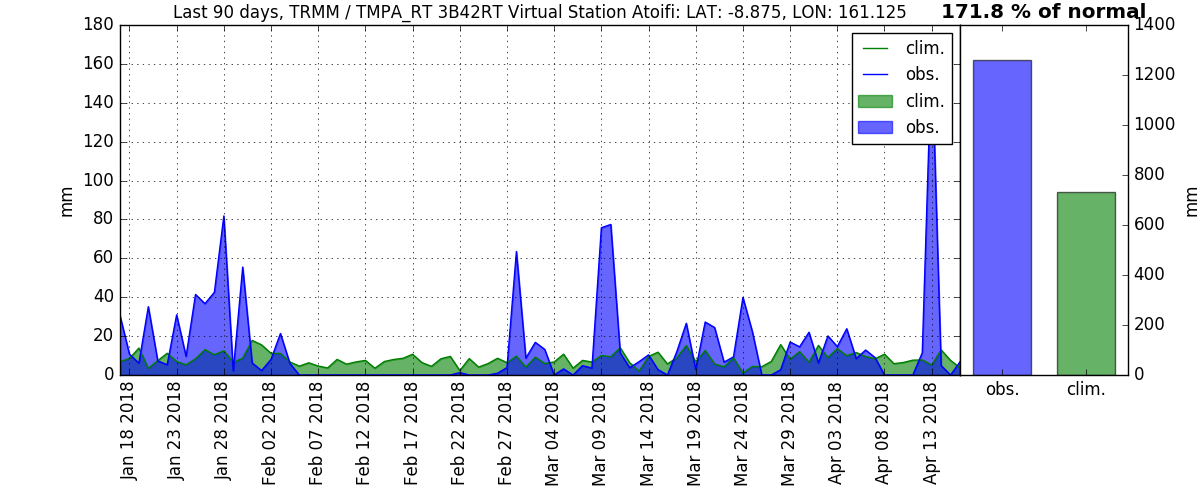 Last 90 days, TRMM / TMPA_RT 3B42RT Virtual Station Atoifi: LAT: -8.875, LON: 161.125
171.8 % of normal
180
160
140
120
100
80
60
40
20
0
mm
clim.
obs.
clim.
obs.
1400
1200
1000
800
600
400
200
0
mm
Jan 18 2018
Jan 23 2018
Jan 28 2018
Feb 02 2018
Feb 07 2018
Feb 12 2018
Feb 17 2018
Feb 22 2018
Feb 27 2018
Mar 04 2018
Mar 09 2018
Mar 14 2018
Mar 19 2018
Mar 24 2018
Mar 29 2018
Apr 03 2018
Apr 08 2018
Apr 13 2018
obs.
clim.